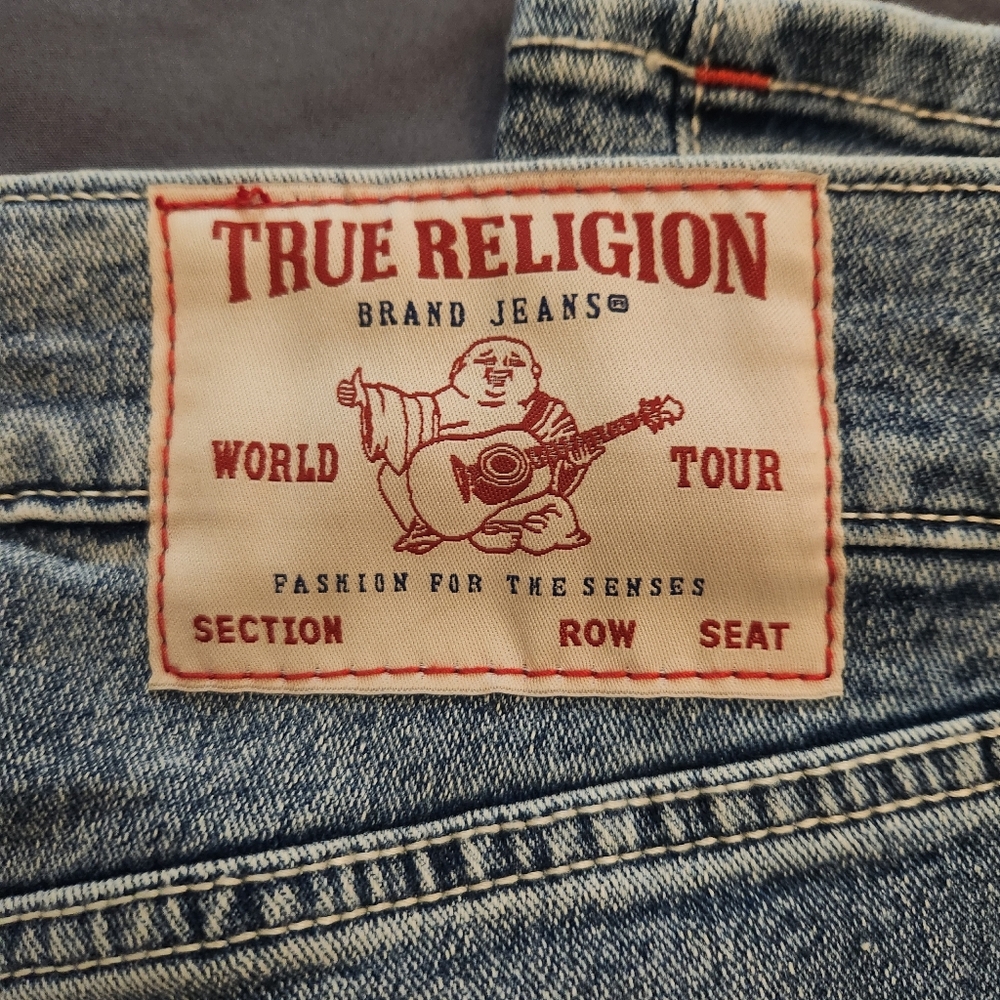 TRUE RELIGION
BRAND JEANS®
WORLD TOUR
FASHION FOR THE SENSES
SECTION ROW SEAT